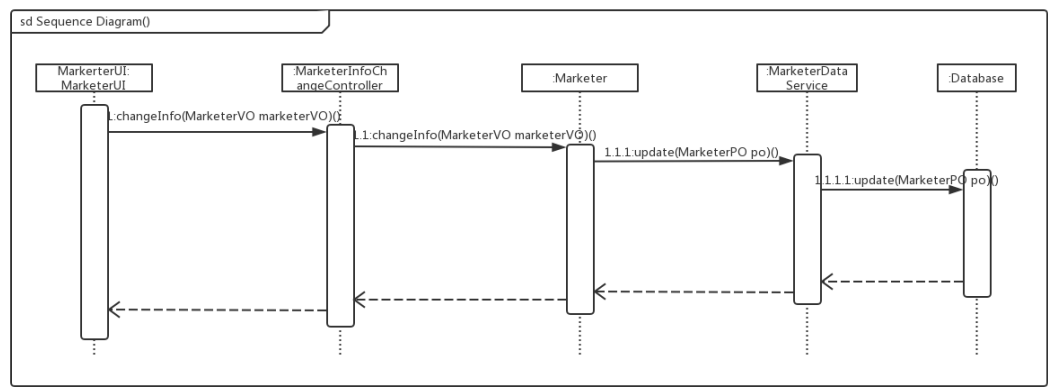 sd Sequence Diagram()
MarkerterUI:
MarketerUI
:MarketerInfoCh
angeController
:Marketer
:MarketerData
Service
:Database
1:changeInfo(MarketerVO marketerVO)()
1.1:changeInfo(MarketerVO marketerVO)()
1.1.1:update(MarketerPO po)()
1.1.1.1:update(MarketerPO po)()